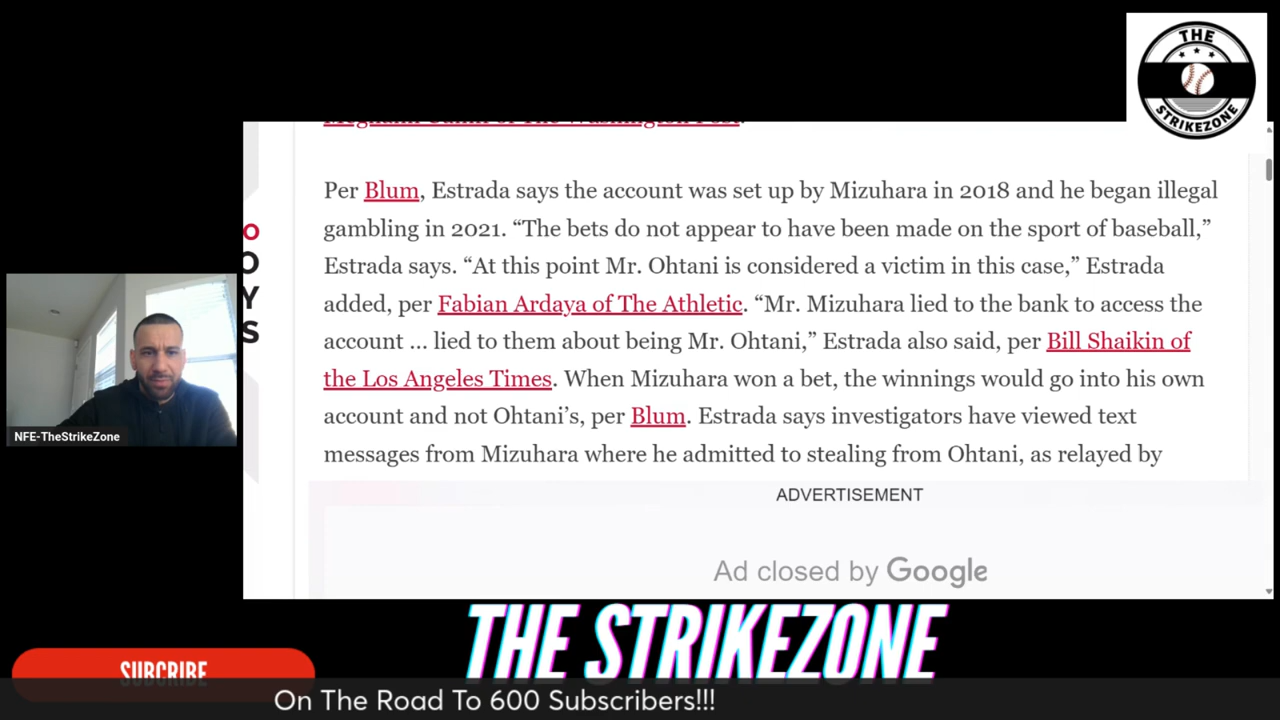 THE
STRIKEZONE
Per Blum, Estrada says the account was set up by Mizuhara in 2018 and he began illegal
gambling in 2021. “The bets do not appear to have been made on the sport of baseball,”
Estrada says. “At this point Mr. Ohtani is considered a victim in this case,” Estrada
added, per Fabian Ardaya of The Athletic. “Mr. Mizuhara lied to the bank to access the
account … lied to them about being Mr. Ohtani,” Estrada also said, per Bill Shaikin of
the Los Angeles Times. When Mizuhara won a bet, the winnings would go into his own
account and not Ohtani’s, per Blum. Estrada says investigators have viewed text
messages from Mizuhara where he admitted to stealing from Ohtani, as relayed by
O
O
Y
S
NFE-TheStrikeZone
ADVERTISEMENT
Ad closed by Google
THE STRIKEZONE
SUBCRIBE
On The Road To 600 Subscribers!!!